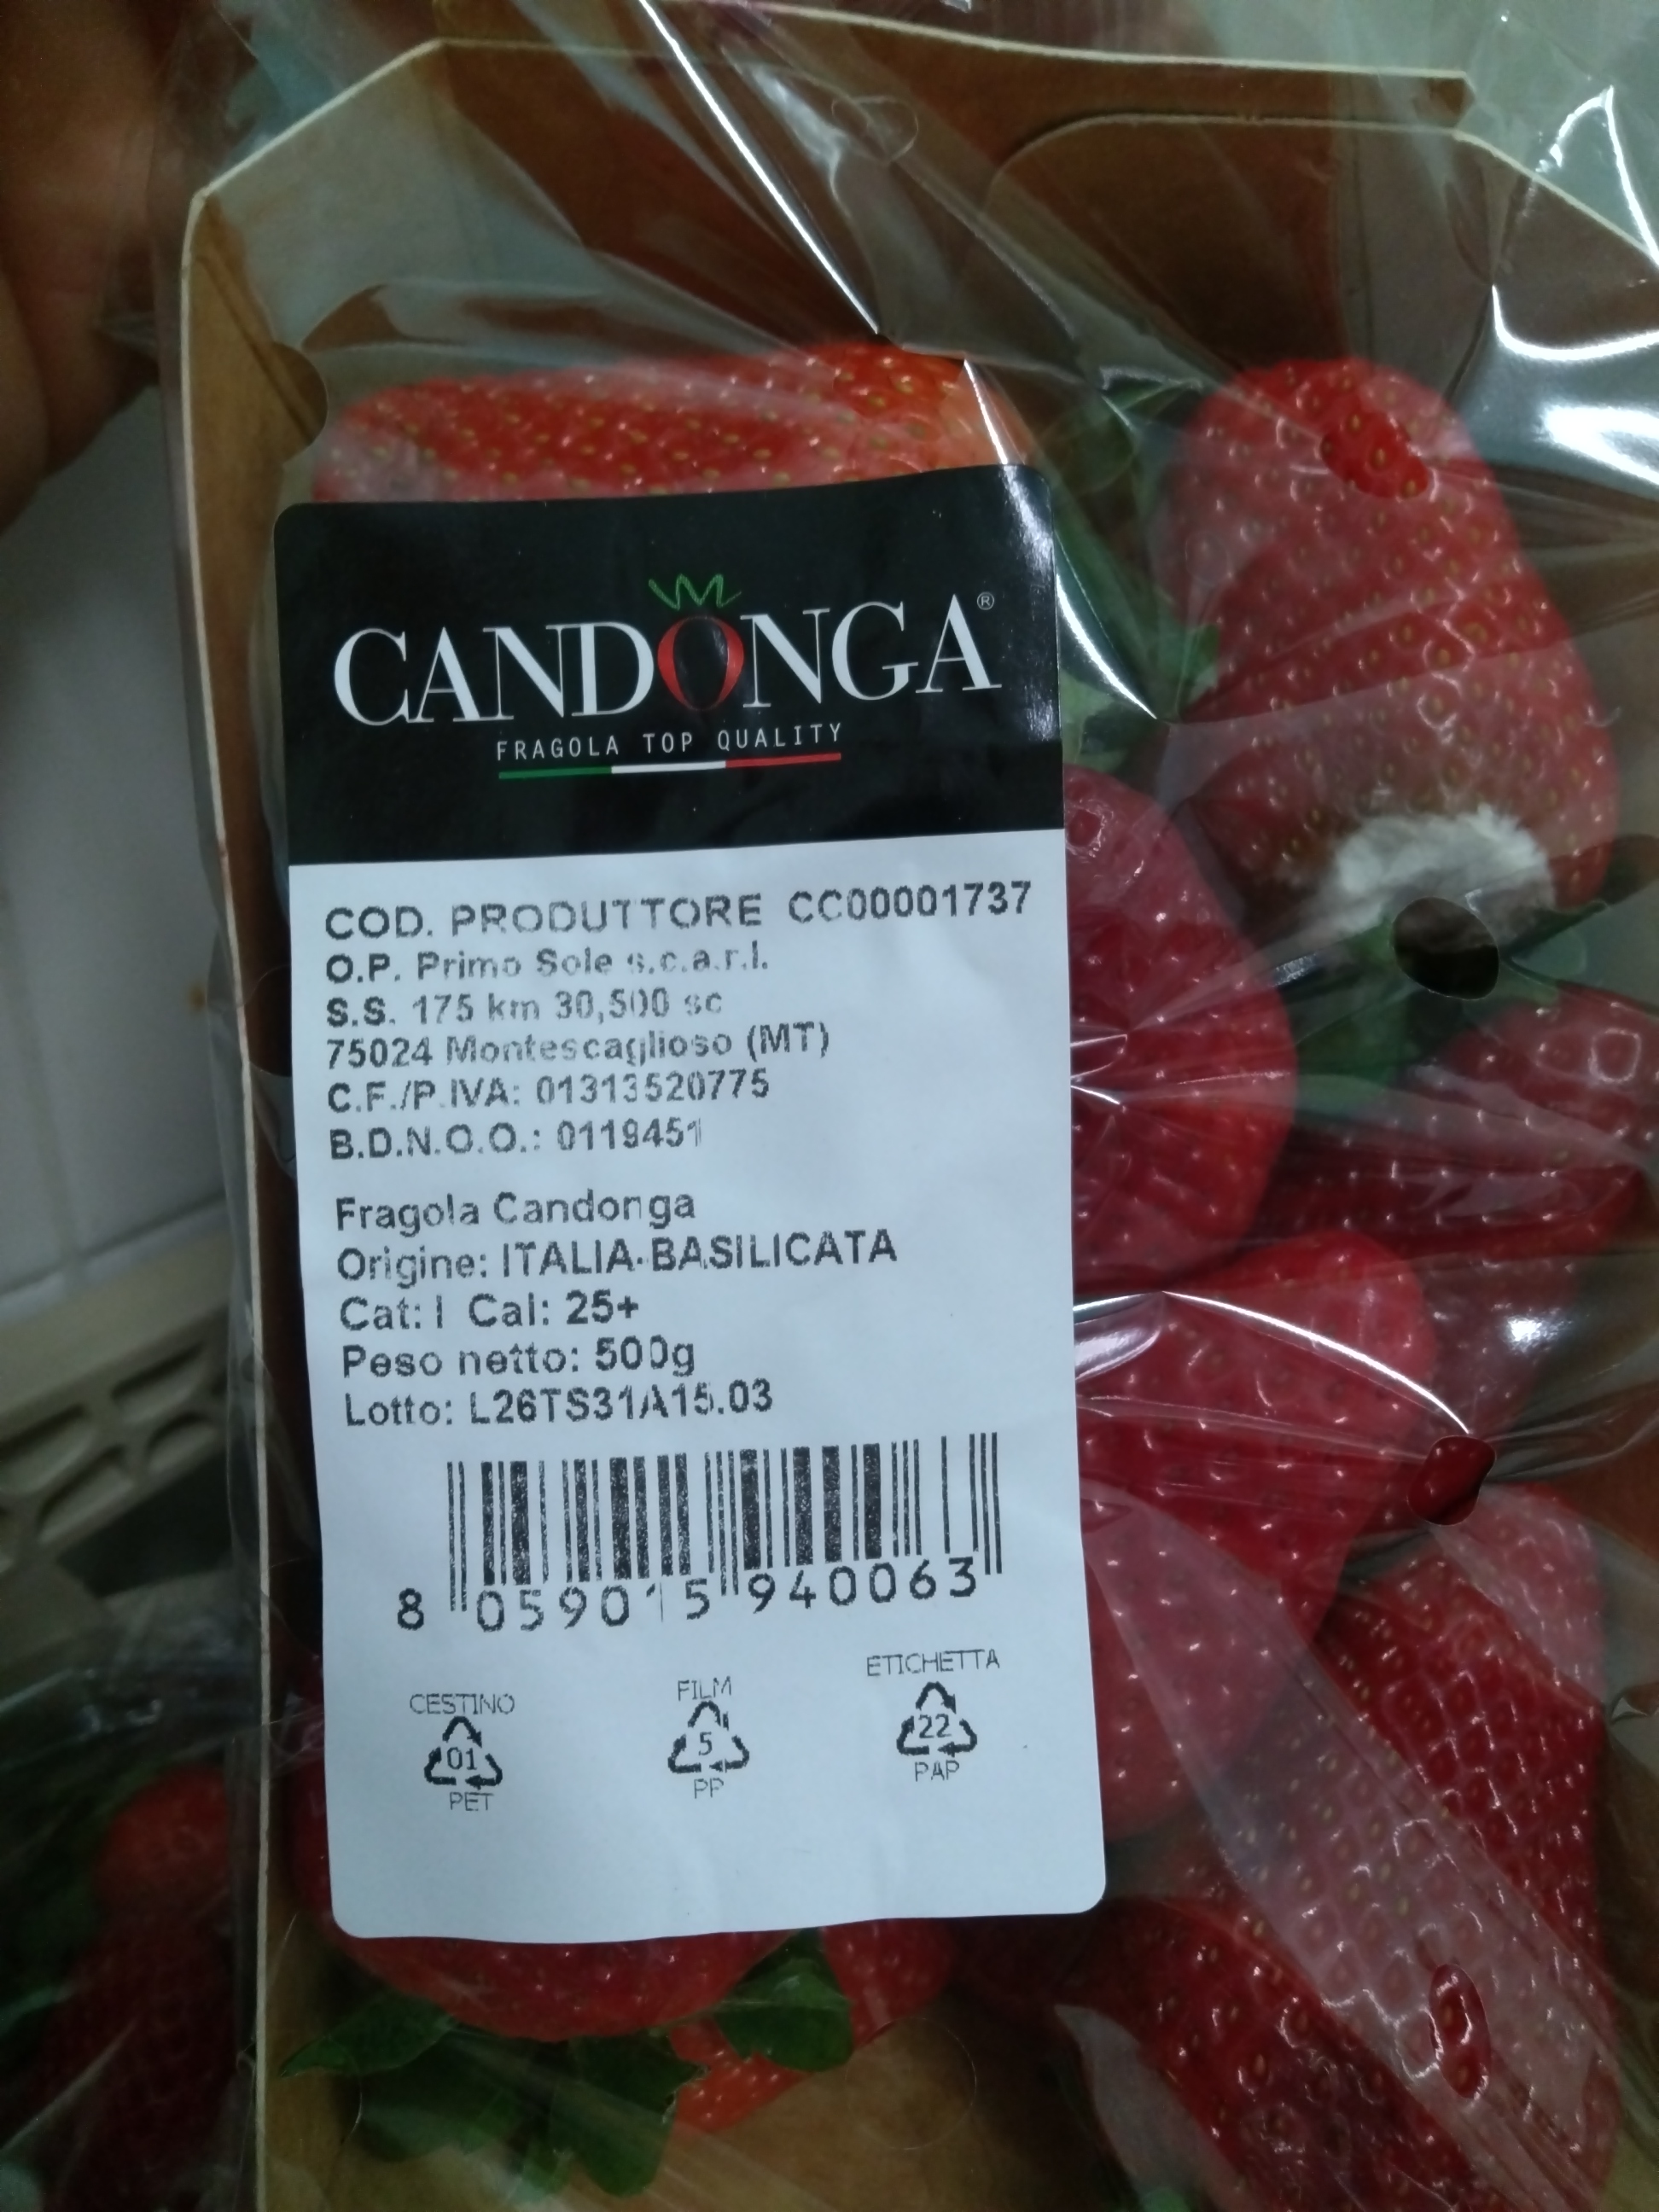 CANDONGA®
FRAGOLA TOP QUALITY
COD. PRODUTTORE CC00001737
O.P. Primo Sole s.c.a.r.l.
S.S. 175 km 30,500 sc
75024 Montescaglioso (MT)
C.F./P.IVA: 01313520775
B.D.N.O.O.: 0119451
Fragola Candonga
Origine: ITALIA-BASILICATA
Cat: I Cal: 25+
Peso netto: 500g
Lotto: L26TS31A15.03
8 059015 940063
CESTINO
01
PET
FILM
5
PP
ETICHETTA
22
PAP